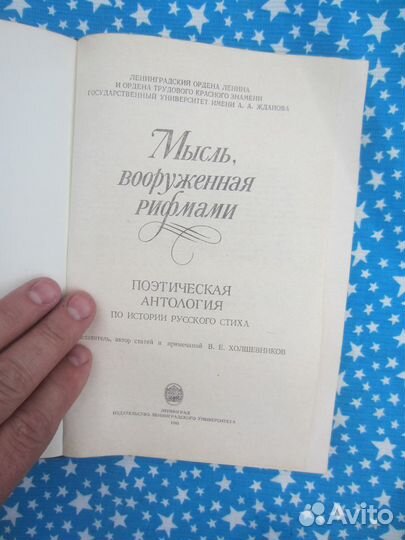 ЛЕНИНГРАДСКИЙ ОРДЕНА ЛЕНИНА
И ОРДЕНА ТРУДОВОГО КРАСНОГО ЗНАМЕНИ
ГОСУДАРСТВЕННЫЙ УНИВЕРСИТЕТ ИМЕНИ А. А. ЖДАНОВА
Мысль,
вооруженная
рифмами
ПОЭТИЧЕСКАЯ
АНТОЛОГИЯ
ПО ИСТОРИИ РУССКОГО СТИХА
автор статей и примечаний В. Е. ХОЛШЕВНИКОВ
ЛЕНИНГРАД
ИЗДАТЕЛЬСТВО ЛЕНИНГРАДСКОГО УНИВЕРСИТЕТА
Avito